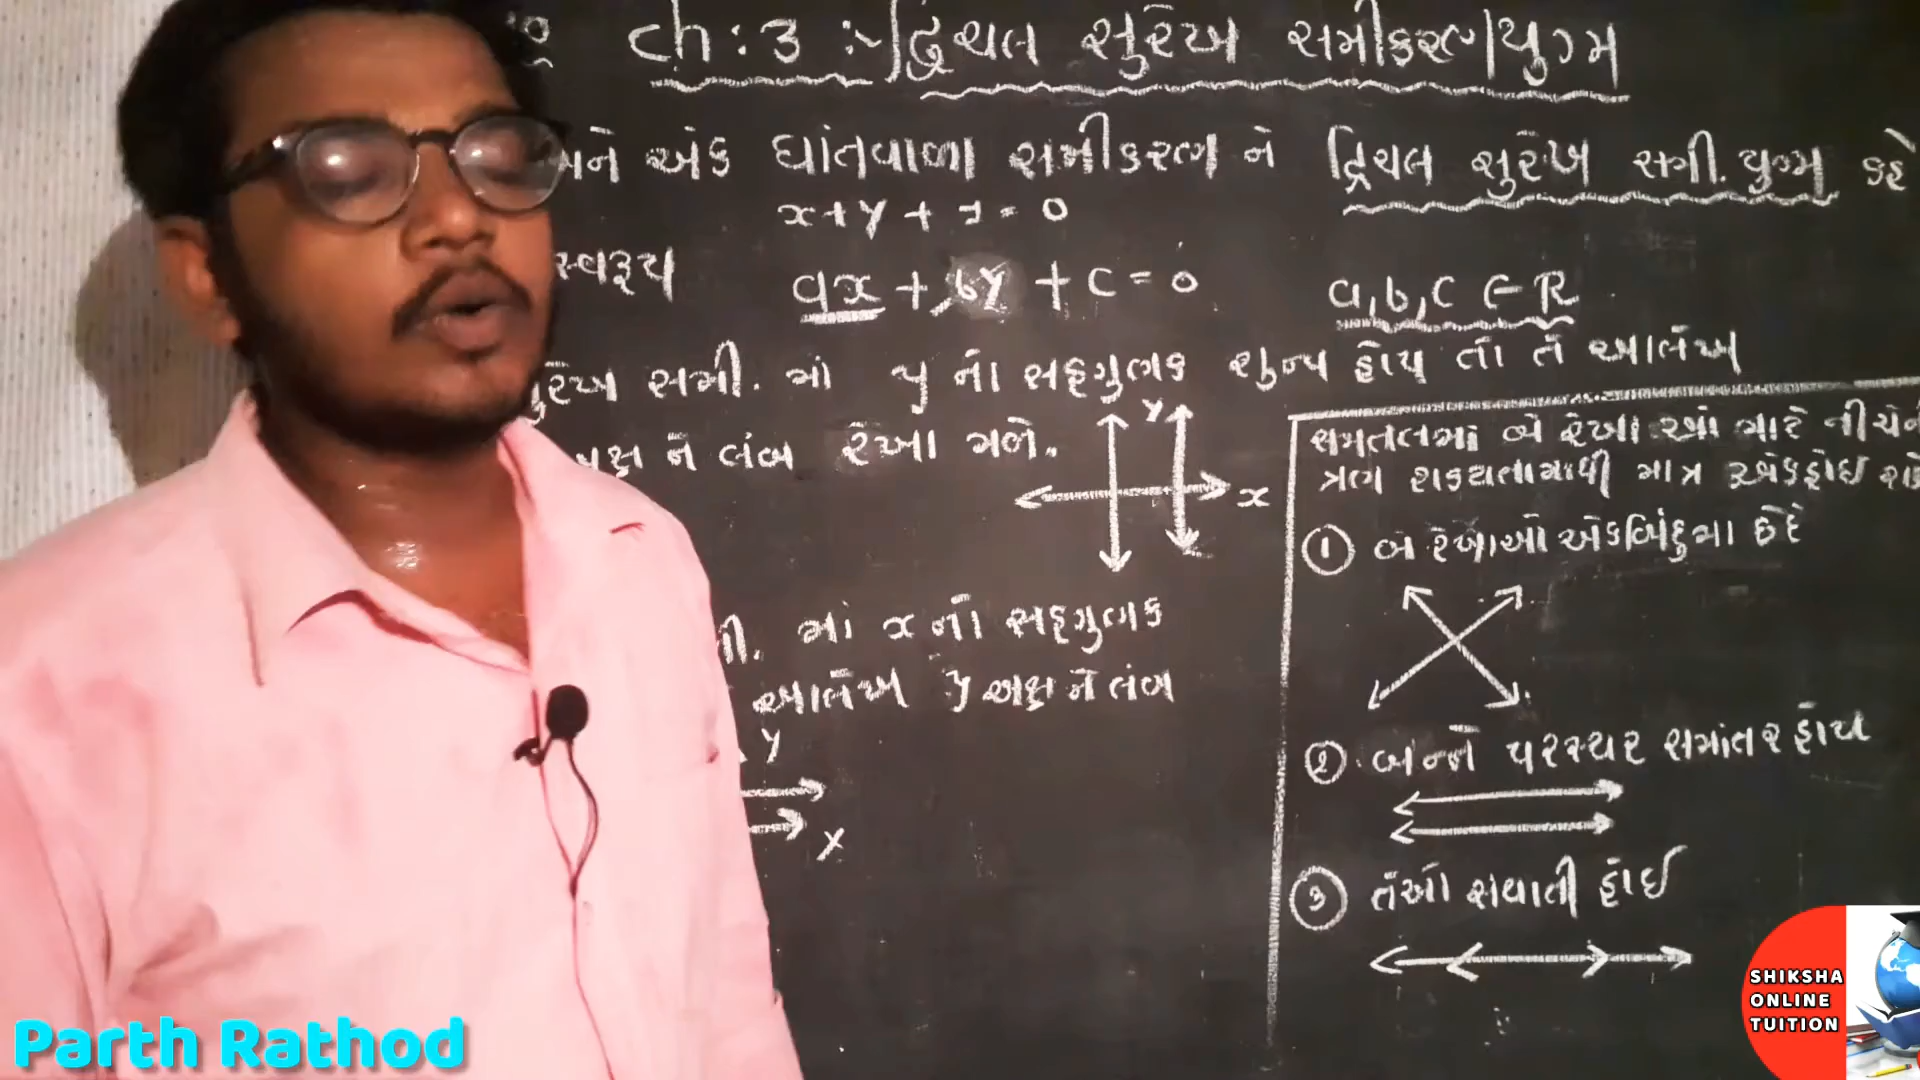 ch : 3 :- દ્વિચલ સુરેખ સમીકરણયુગ્મ
અને એક ઘાતવાળા સમીકરણ ને દ્વિચલ સુરેખ સમી. યુગ્મ કહે
x + y + 1 = 0
સ્વરૂપ ax + by + c = 0 a, b, c ∈ R
સુરેખ સમી. માં y નો સહગુણક શુન્ય હોય તો તે આલેખ
અક્ષ ને લંબ રેખા મળે.
y
x
માં x નો સહગુણક
આલેખ y અક્ષ ને લંબ
y
x
સમતલમાં બે રેખા ઓ માટે નીચેની
ત્રણ શક્યતામાંથી માત્ર એક હોઇ શકે
① બે રેખાઓ એકબિંદુમાં છેદે
② બન્ને પરસ્પર સમાંતર હોય
③ તેઓ સંપાતી હોઈ
SHIKSHA
ONLINE
TUITION
Parth Rathod